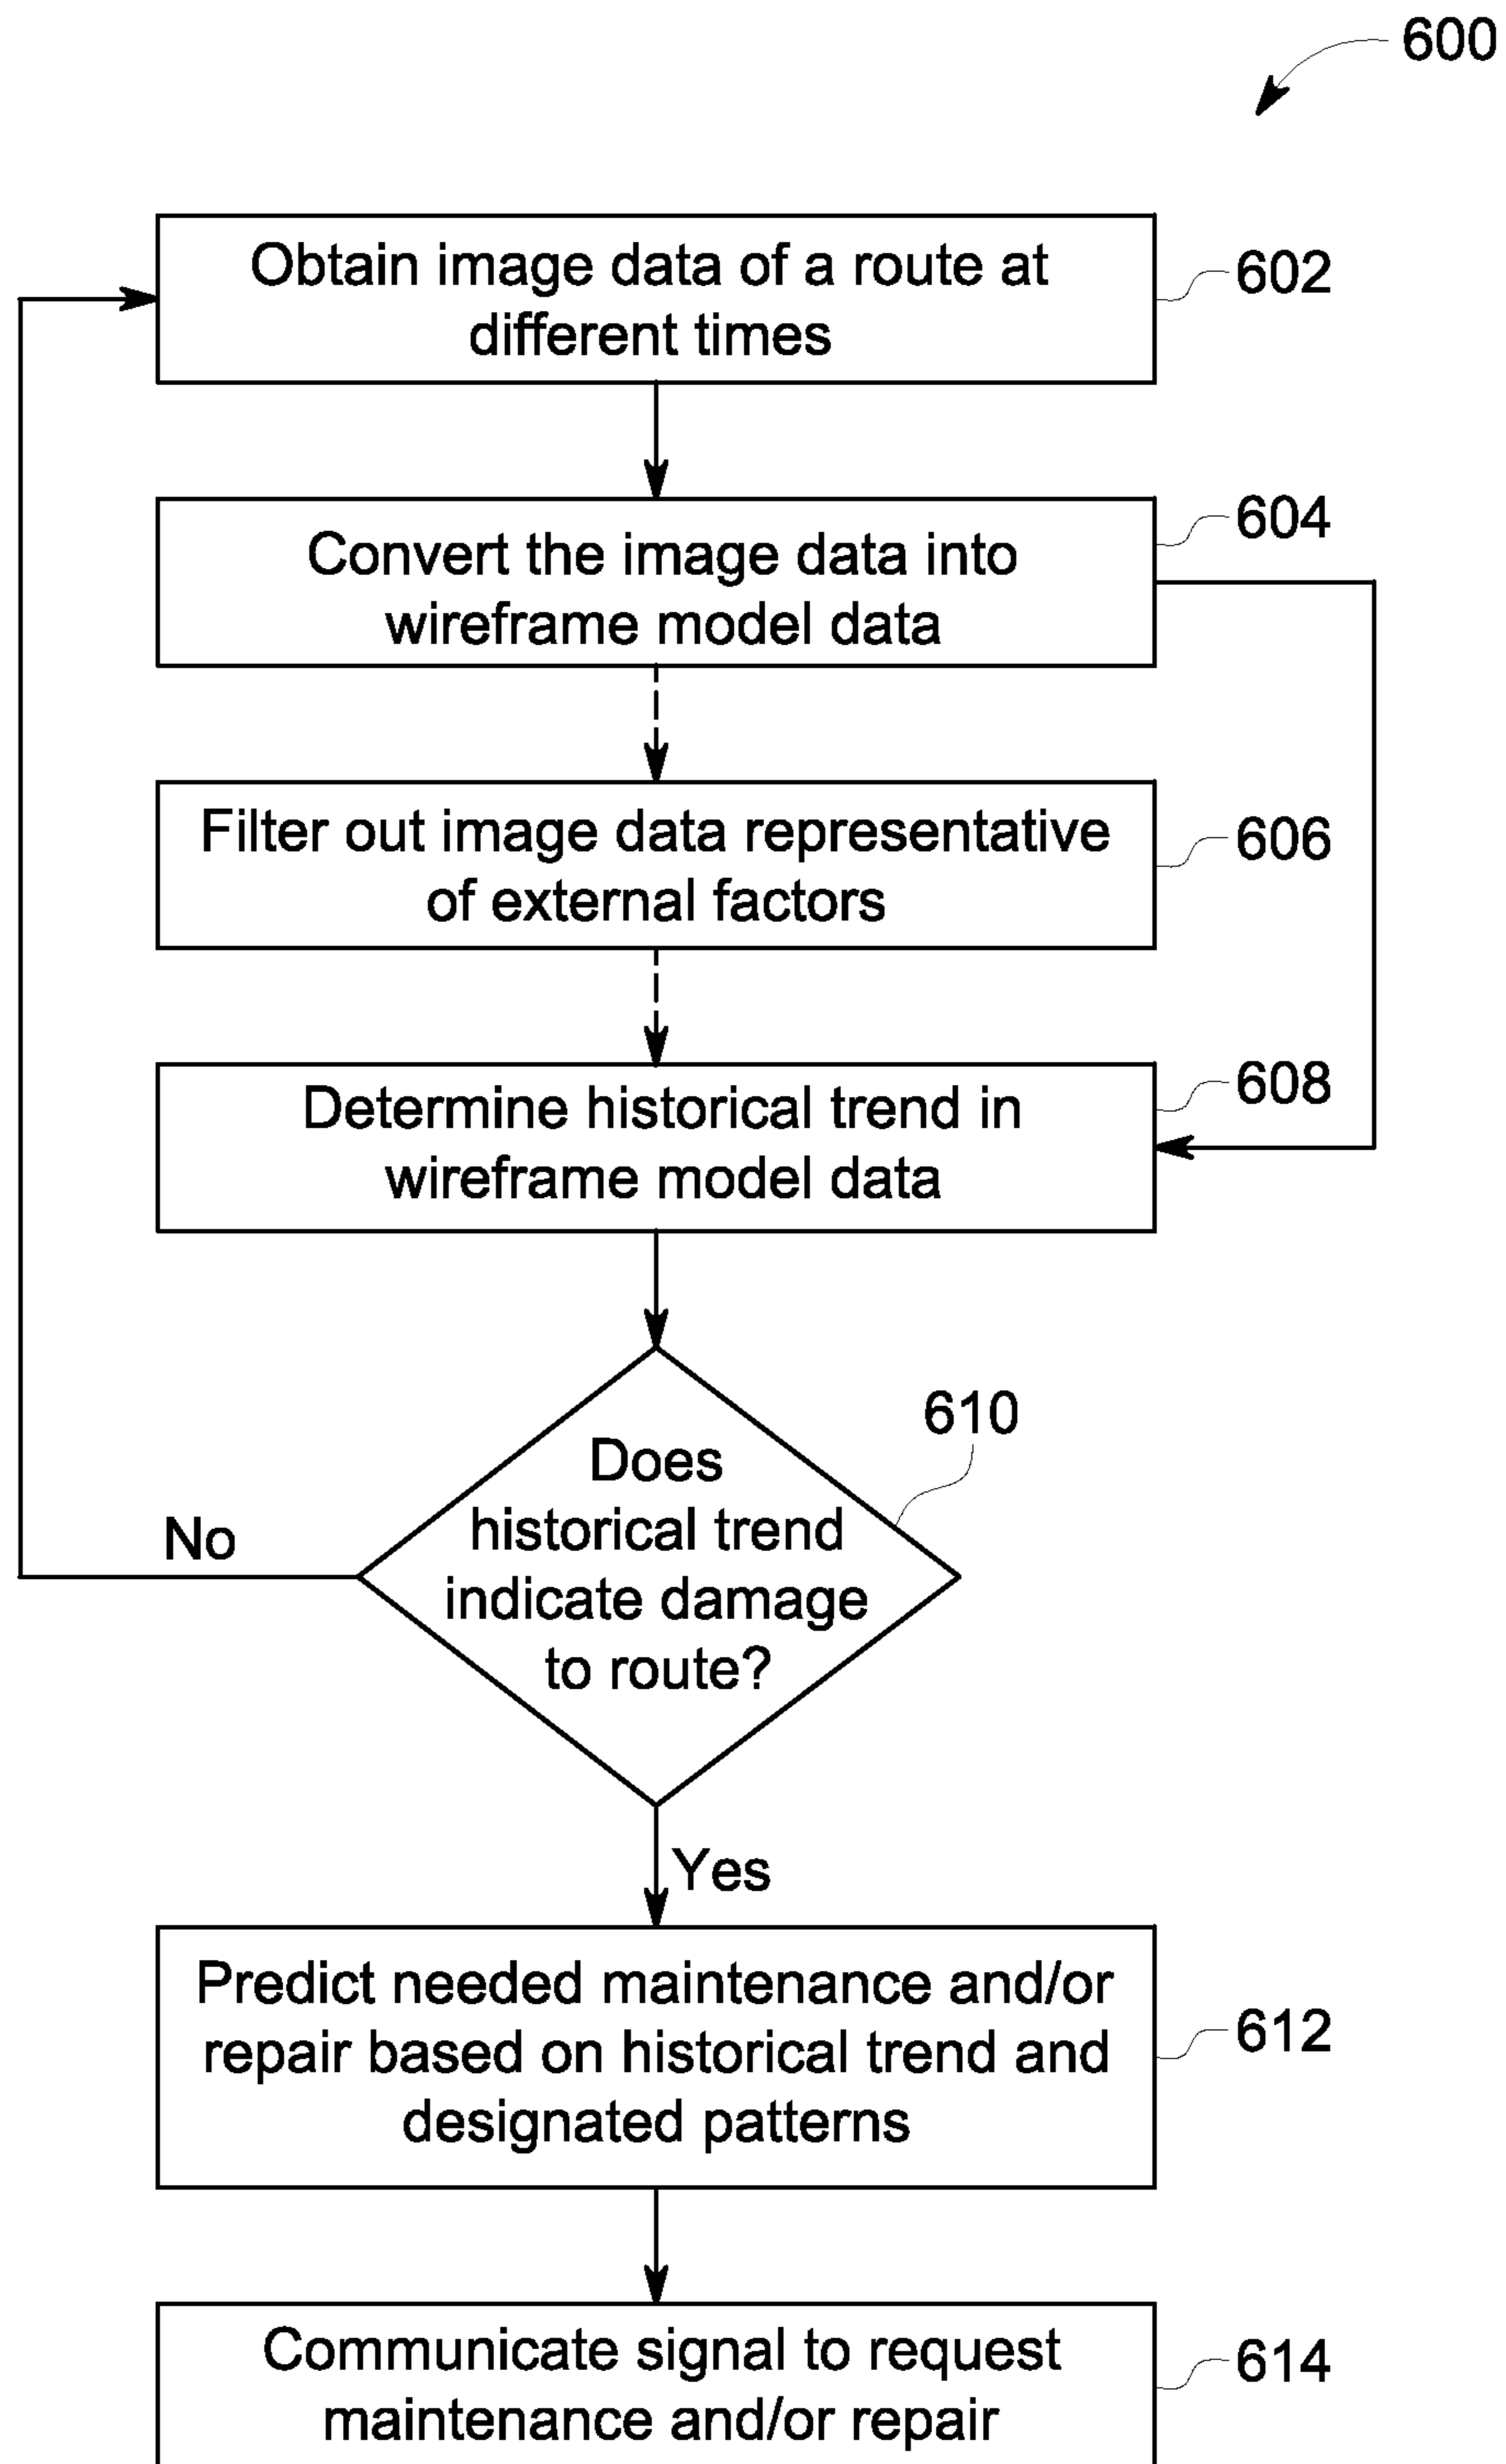 600
Obtain image data of a route at
different times
602
Convert the image data into
wireframe model data
604
Filter out image data representative
of external factors
606
Determine historical trend in
wireframe model data
608
610
Does
historical trend
indicate damage
to route?
No
Yes
Predict needed maintenance and/or
repair based on historical trend and
designated patterns
612
Communicate signal to request
maintenance and/or repair
614